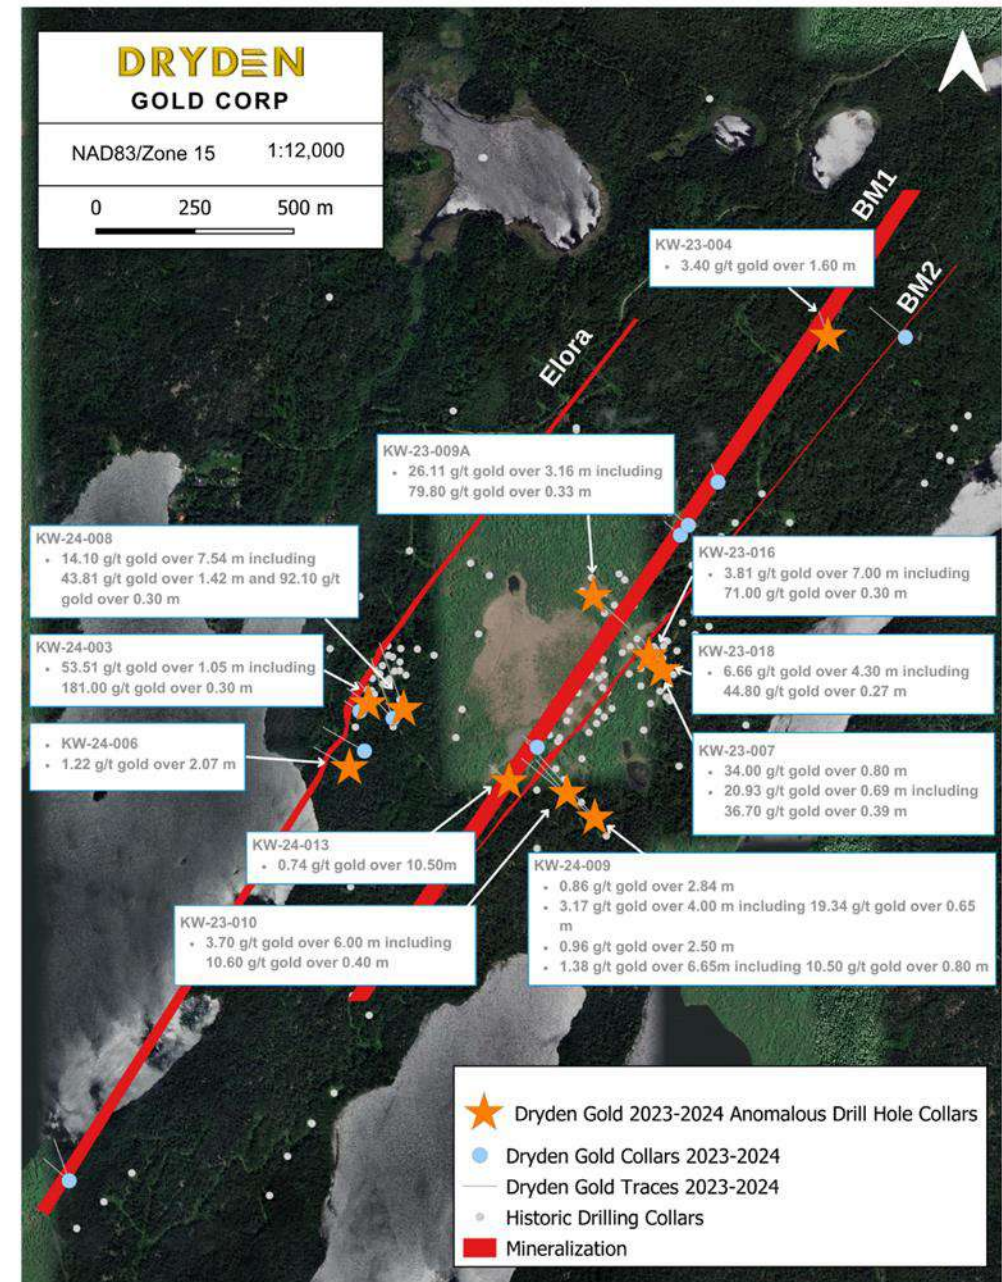 DRYDEN
GOLD CORP
NAD83/Zone 15 1:12,000
0 250 500 m
BM1
KW-23-004
• 3.40 g/t gold over 1.60 m
BM2
Elora
KW-23-009A
• 26.11 g/t gold over 3.16 m including
79.80 g/t gold over 0.33 m
KW-24-008
• 14.10 g/t gold over 7.54 m including
43.81 g/t gold over 1.42 m and 92.10 g/t
gold over 0.30 m
KW-23-016
• 3.81 g/t gold over 7.00 m including
71.00 g/t gold over 0.30 m
KW-24-003
• 53.51 g/t gold over 1.05 m including
181.00 g/t gold over 0.30 m
KW-23-018
• 6.66 g/t gold over 4.30 m including
44.80 g/t gold over 0.27 m
• KW-24-006
• 1.22 g/t gold over 2.07 m
KW-23-007
• 34.00 g/t gold over 0.80 m
• 20.93 g/t gold over 0.69 m including
36.70 g/t gold over 0.39 m
KW-24-013
• 0.74 g/t gold over 10.50m
KW-24-009
• 0.86 g/t gold over 2.84 m
• 3.17 g/t gold over 4.00 m including 19.34 g/t gold over 0.65
m
• 0.96 g/t gold over 2.50 m
• 1.38 g/t gold over 6.65m including 10.50 g/t gold over 0.80 m
KW-23-010
• 3.70 g/t gold over 6.00 m including
10.60 g/t gold over 0.40 m
Dryden Gold 2023-2024 Anomalous Drill Hole Collars
Dryden Gold Collars 2023-2024
Dryden Gold Traces 2023-2024
Historic Drilling Collars
Mineralization